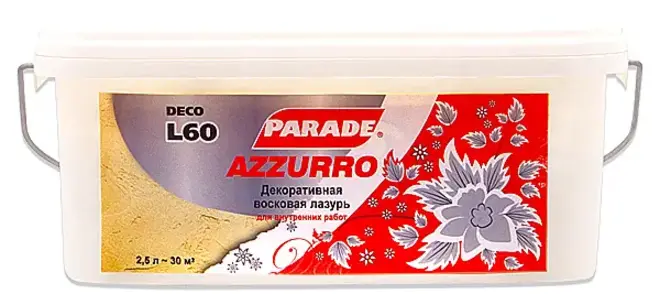 DECO
L60
PARADE®
AZZURRO
Декоративная
восковая лазурь
для внутренних работ
2,5 л ~ 30 м²